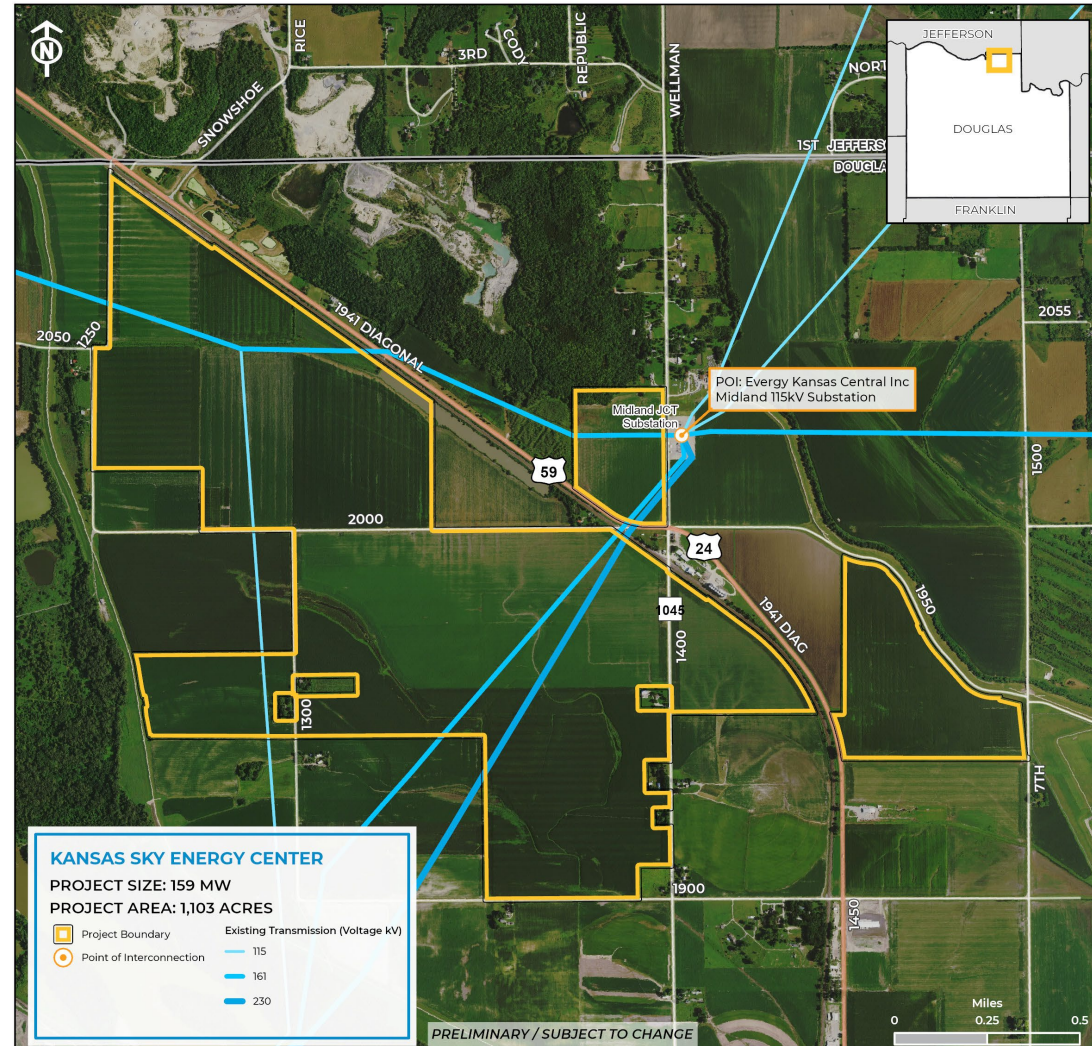 N
RICE
SNOWSHOE
3RD
CODY
REPUBLIC
WELLMAN
NORT
1ST JEFFERS
DOUGLA
JEFFERSON
DOUGLAS
FRANKLIN
2050
1250
1941 DIAGONAL
2055
POI: Evergy Kansas Central Inc
Midland 115kV Substation
Midland JCT
Substation
59
1500
2000
24
1045
1400
1941 DIAG
1950
1300
7TH
1900
1450
KANSAS SKY ENERGY CENTER
PROJECT SIZE: 159 MW
PROJECT AREA: 1,103 ACRES
Project Boundary
Point of Interconnection
Existing Transmission (Voltage kV)
115
161
230
PRELIMINARY / SUBJECT TO CHANGE
Miles
0 0.25 0.5